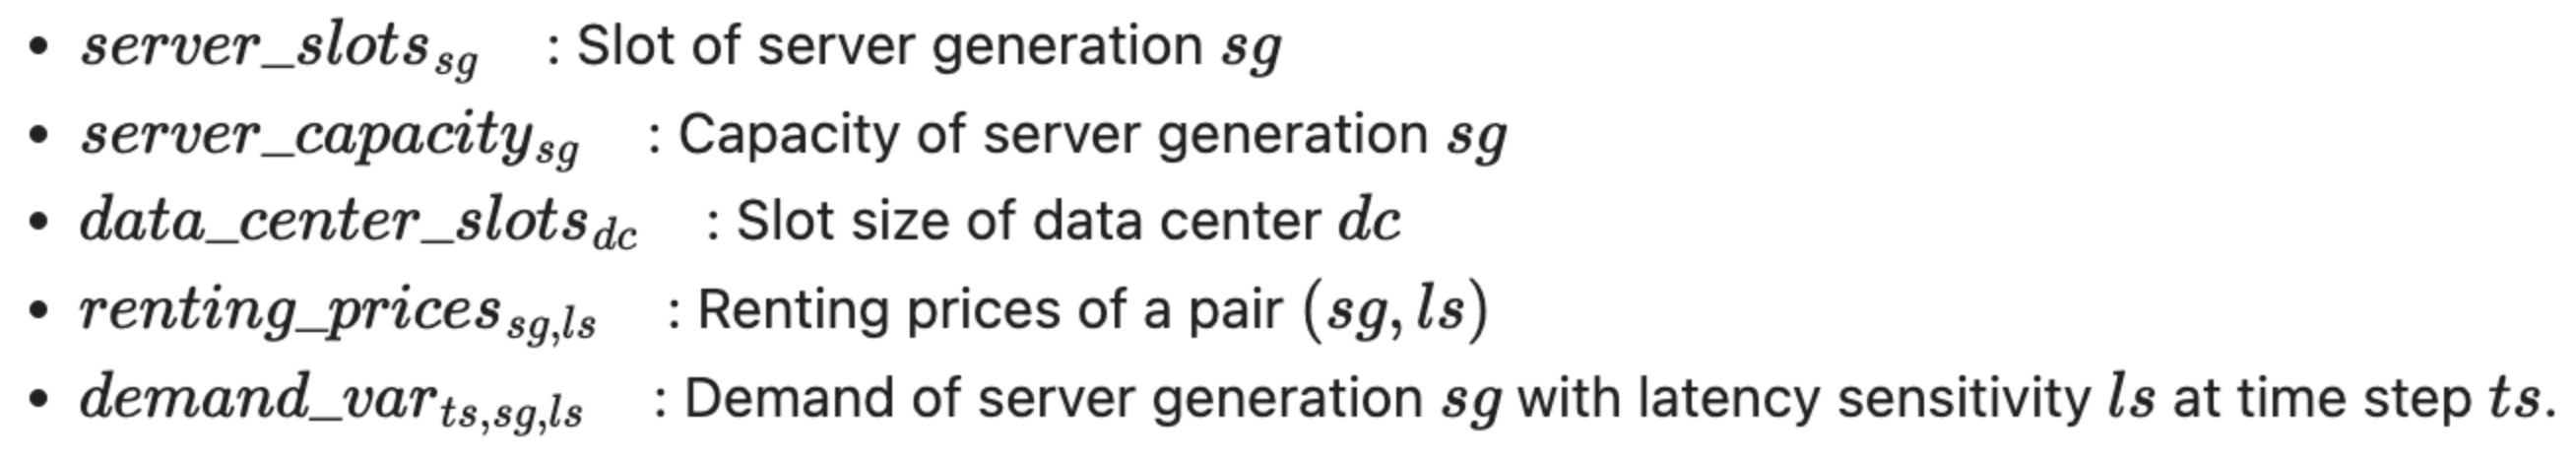 • server_slots_sg : Slot of server generation sg
• server_capacity_sg : Capacity of server generation sg
• data_center_slots_dc : Slot size of data center dc
• renting_prices_sg,ls : Renting prices of a pair (sg, ls)
• demand_var_ts,sg,ls : Demand of server generation sg with latency sensitivity ls at time step ts.